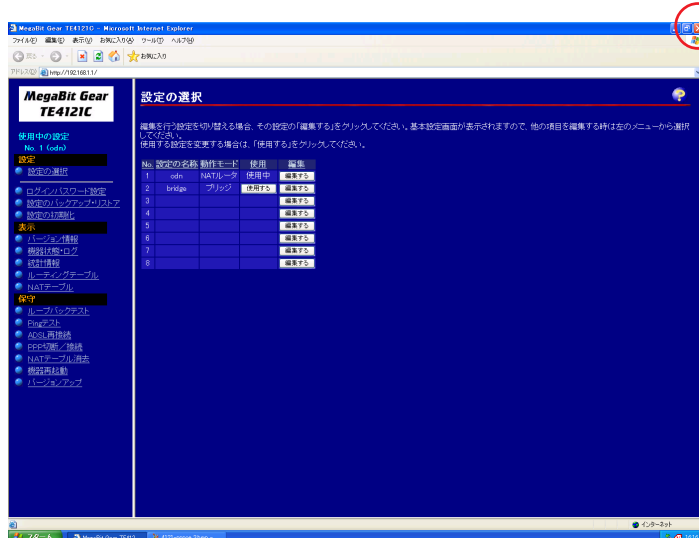 MegaBit Gear TE4121C - Microsoft Internet Explorer
ファイル(F) 編集(E) 表示(V) お気に入り(A) ツール(T) ヘルプ(H)
戻る お気に入り
アドレス(D) http://192.168.1.1/
MegaBit Gear
TE4121C
使用中の設定
No. 1 (odn)
設定
設定の選択
ログインパスワード設定
設定のバックアップ・リストア
設定の初期化
表示
バージョン情報
機器状態・ログ
統計情報
ルーティングテーブル
NATテーブル
保守
ループバックテスト
Pingテスト
ADSL再接続
PPP切断／接続
NATテーブル消去
機器再起動
バージョンアップ
設定の選択
編集を行う設定を切り替える場合、その設定の「編集する」をクリックしてください。基本設定画面が表示されますので、他の項目を編集する時は左のメニューから選択
してください。
使用する設定を変更する場合は、「使用する」をクリックしてください。
No. 設定の名称 動作モード 使用 編集
1 odn NATルータ 使用中 編集する
2 bridge ブリッジ 使用する 編集する
3 編集する
4 編集する
5 編集する
6 編集する
7 編集する
8 編集する
インターネット
スタート MegaBit Gear TE412